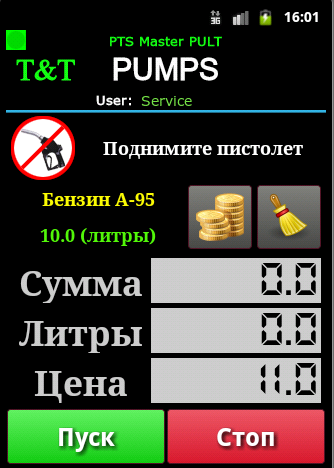 3G 16:01
PTS Master PULT
T&T PUMPS
User: Service
Поднимите пистолет
Бензин А-95
10.0 (литры)
Сумма 0.0
Литры 0.0
Цена 11.0
Пуск Стоп